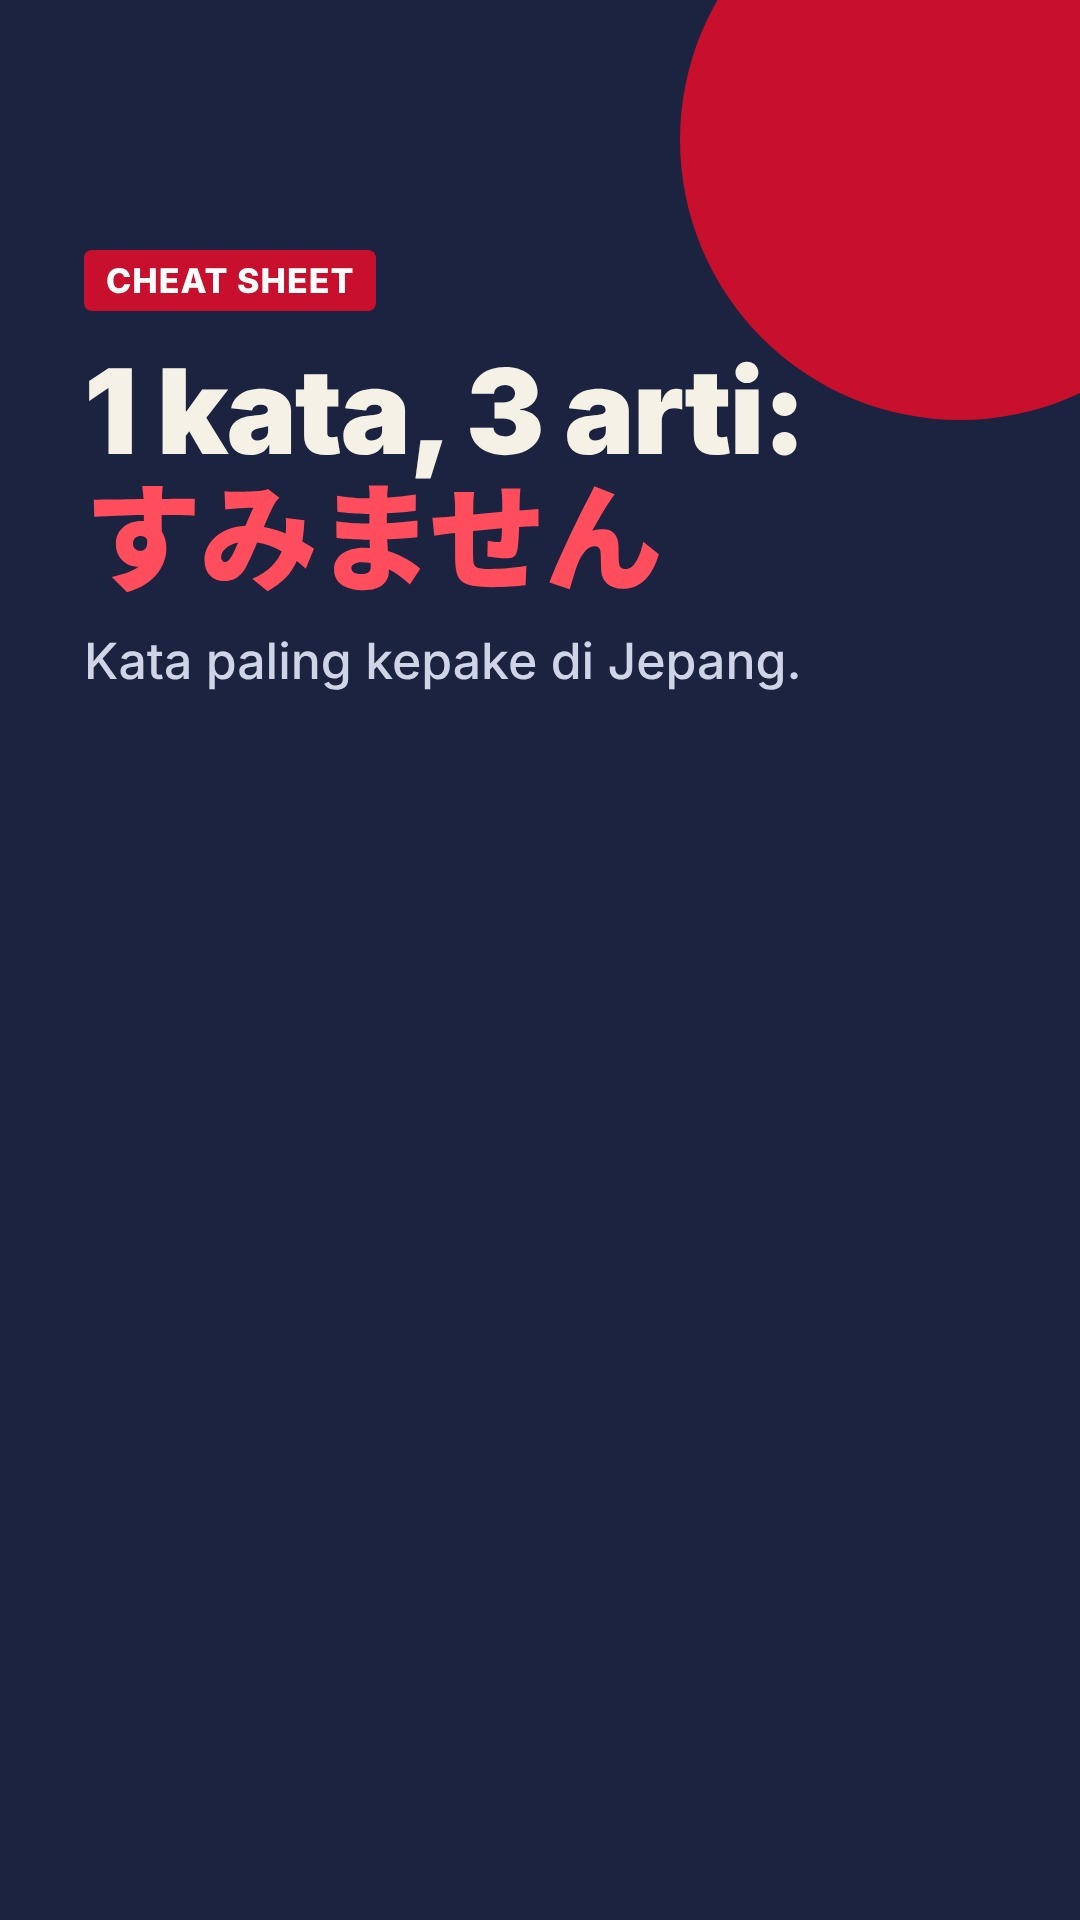 CHEAT SHEET
1 kata, 3 arti:
すみません
Kata paling kepake di Jepang.